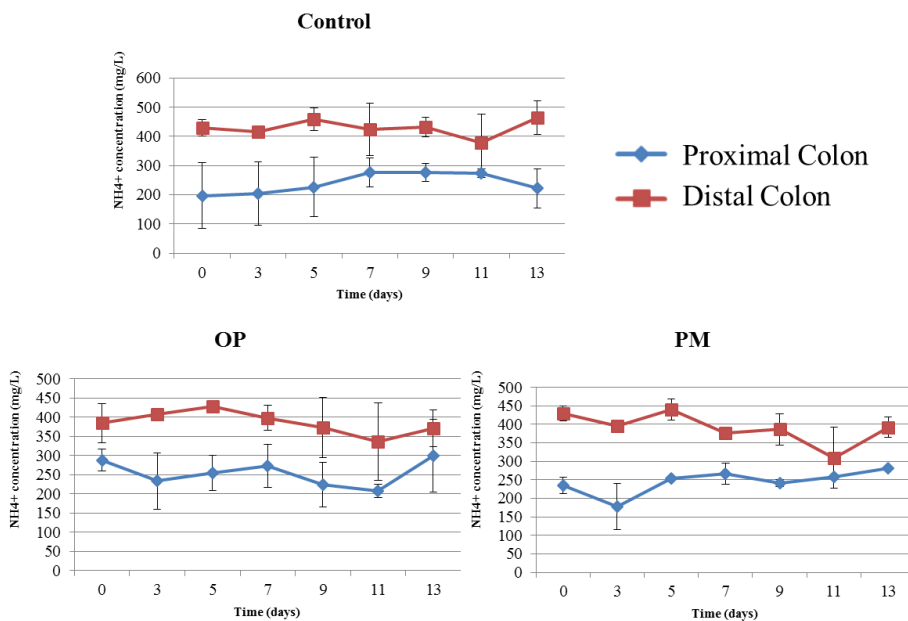 Control
NH4+ concentration (mg/L)
600
500
400
300
200
100
0
0 3 5 7 9 11 13
Time (days)
Proximal Colon
Distal Colon
OP
NH4+ concentration (mg/L)
500
450
400
350
300
250
200
150
100
50
0
0 3 5 7 9 11 13
Time (days)
PM
NH4+ concentration (mg/L)
500
450
400
350
300
250
200
150
100
50
0
0 3 5 7 9 11 13
Time (days)